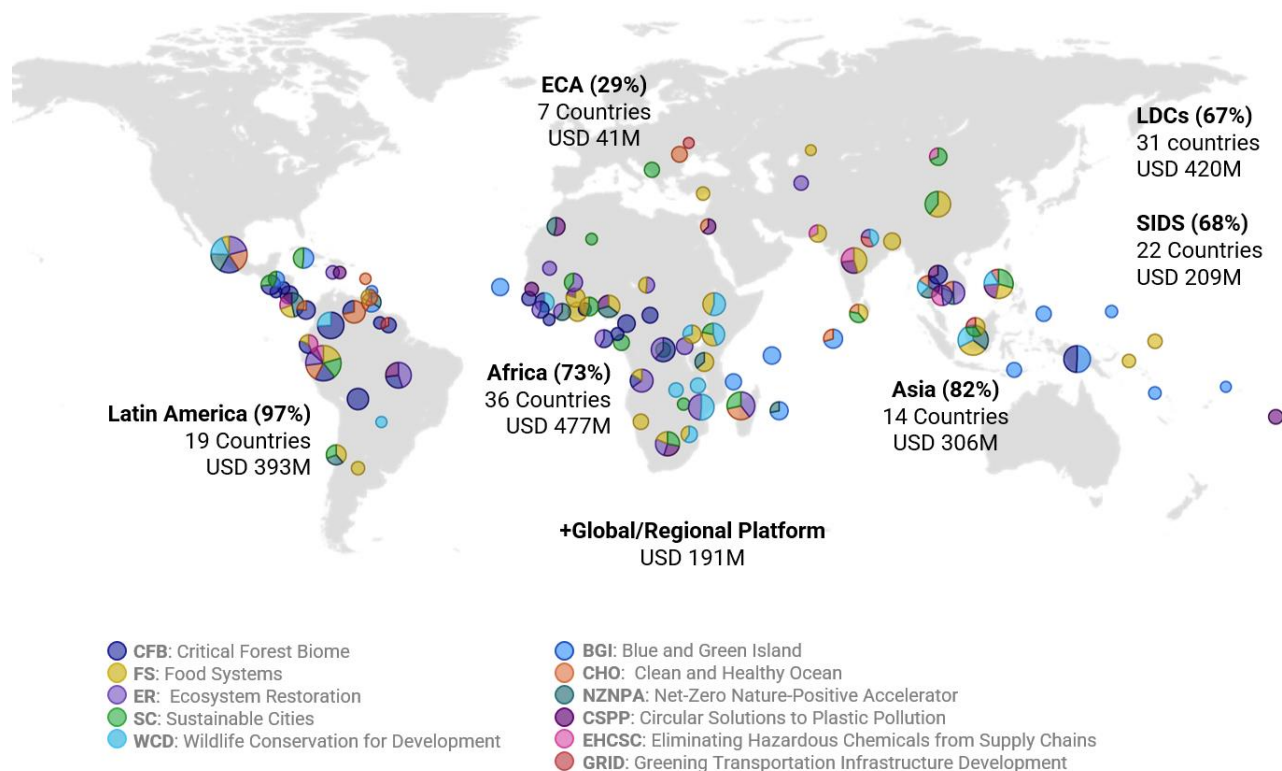 ECA (29%)
7 Countries
USD 41M
LDCs (67%)
31 countries
USD 420M
SIDS (68%)
22 Countries
USD 209M
Latin America (97%)
19 Countries
USD 393M
Africa (73%)
36 Countries
USD 477M
Asia (82%)
14 Countries
USD 306M
+Global/Regional Platform
USD 191M
CFB: Critical Forest Biome
FS: Food Systems
ER: Ecosystem Restoration
SC: Sustainable Cities
WCD: Wildlife Conservation for Development
BGI: Blue and Green Island
CHO: Clean and Healthy Ocean
NZNPA: Net-Zero Nature-Positive Accelerator
CSPP: Circular Solutions to Plastic Pollution
EHCSC: Eliminating Hazardous Chemicals from Supply Chains
GRID: Greening Transportation Infrastructure Development